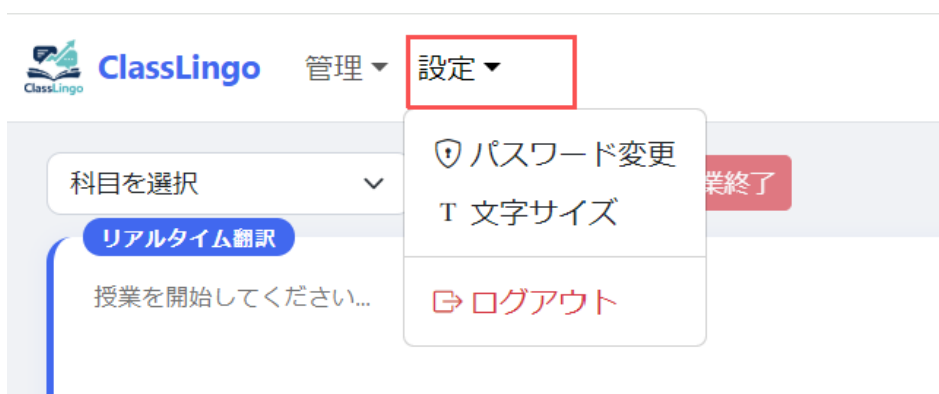 ClassLingo
ClassLingo 管理 設定
パスワード変更
科目を選択 業終了
T 文字サイズ
リアルタイム翻訳
授業を開始してください...
ログアウト